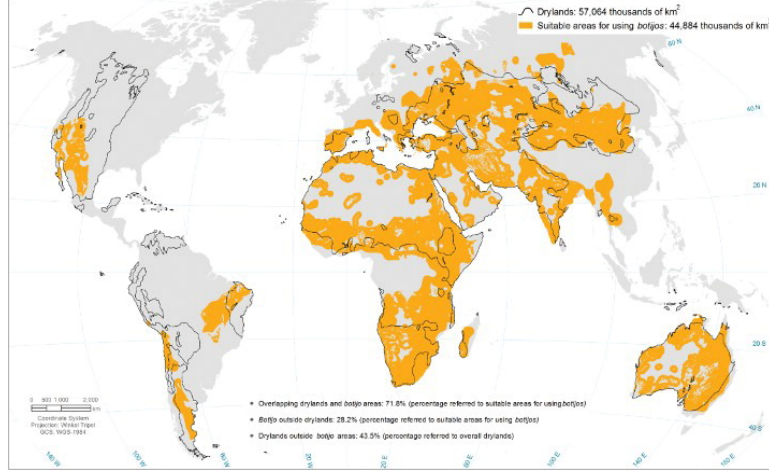 Drylands: 57,064 thousands of km²
Suitable areas for using botijos: 44,884 thousands of km²
60 N
40 N
20 N
20 S
40 S
• Overlapping drylands and botijo areas: 71.8% (percentage referred to suitable areas for using botijos)
• Botijo outside drylands: 28.2% (percentage referred to suitable areas for using botijos)
• Drylands outside botijo areas: 43.5% (percentage referred to overall drylands)
0 500 1.000 2.000
km
Coordinate System
Projection: Winkel Tripel
GCS: WGS-1984
140 W
100 W
60 W
20 W
20 E
60 E
100 E
140 E